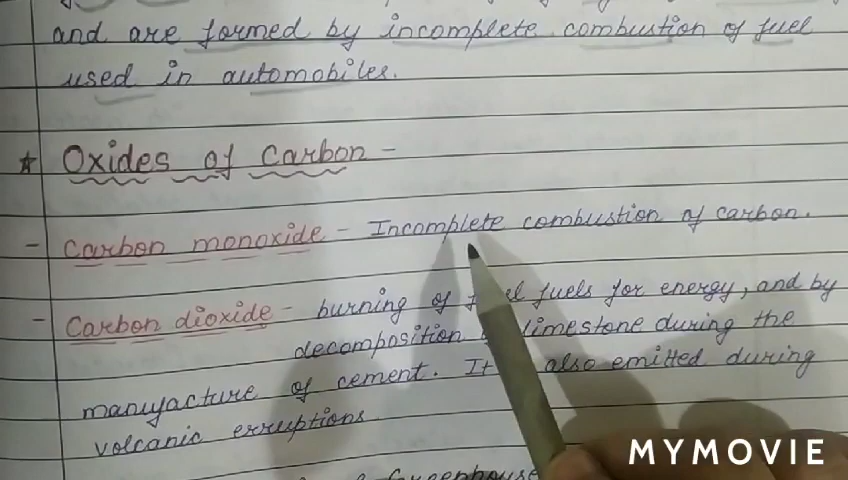 and are formed by incomplete combustion of fuel
used in automobiles.
★ Oxides of Carbon -
- Carbon monoxide - Incomplete combustion of carbon.
- Carbon dioxide - burning of fuels for energy, and by
decomposition limestone during the
manufacture of cement. It also emitted during
volcanic erruptions
MYMOVIE